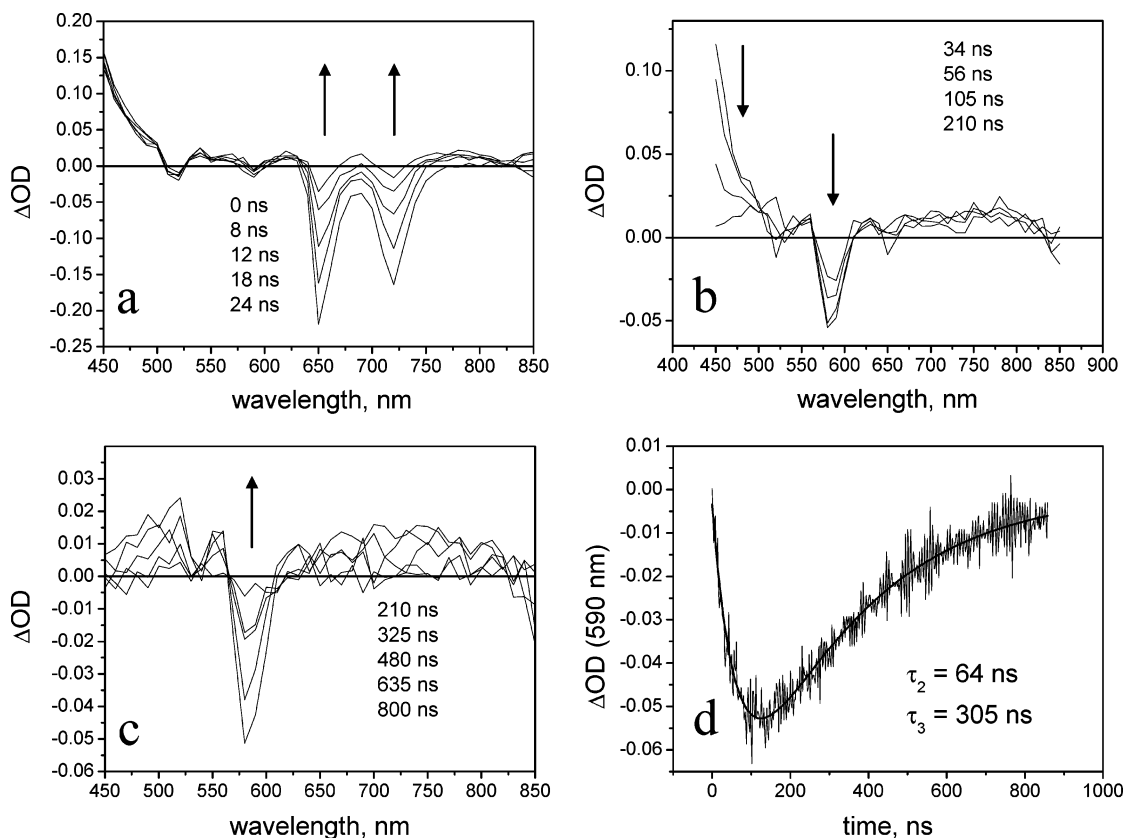 0.20
0.15
0.10
0.05
0.00
-0.05
-0.10
-0.15
-0.20
-0.25
ΔOD
0 ns
8 ns
12 ns
18 ns
24 ns
a
450 500 550 600 650 700 750 800 850
wavelength, nm
0.10
0.05
0.00
-0.05
ΔOD
34 ns
56 ns
105 ns
210 ns
b
400 450 500 550 600 650 700 750 800 850 900
wavelength, nm
0.04
0.03
0.02
0.01
0.00
-0.01
-0.02
-0.03
-0.04
-0.05
-0.06
ΔOD
210 ns
325 ns
480 ns
635 ns
800 ns
c
450 500 550 600 650 700 750 800 850
wavelength, nm
0.01
0.00
-0.01
-0.02
-0.03
-0.04
-0.05
-0.06
ΔOD (590 nm)
τ2 = 64 ns
τ3 = 305 ns
d
0 200 400 600 800 1000
time, ns